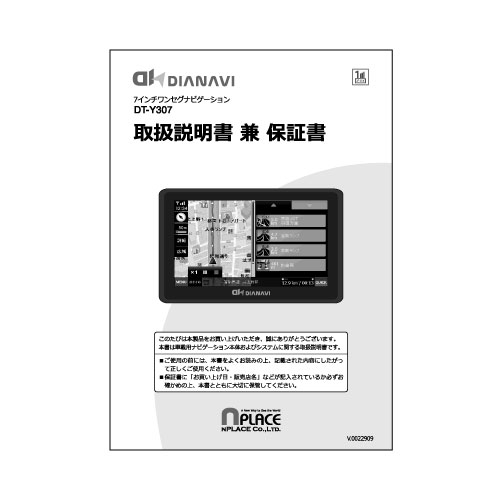 DIANAVI
7インチワンセグナビゲーション
DT-Y307
取扱説明書 兼 保証書
×1
12.9 km / 00:13
QUICK
MENU
DIANAVI
このたびは本製品をお買い上げいただき、誠にありがとうございます。
本書は車載用ナビゲーション本体およびシステムに関する取扱説明書です。
■ご使用の前には、本書をよくお読みの上、記載された内容にしたがっ
て正しくご使用ください。
■保証書に「お買い上げ日・販売店名」などが記入されているか必ずお
確かめの上、本書とともに大切に保管してください。
A New Way to See the World
NPLACE
NPLACE Co.,LTD.
V.0022909